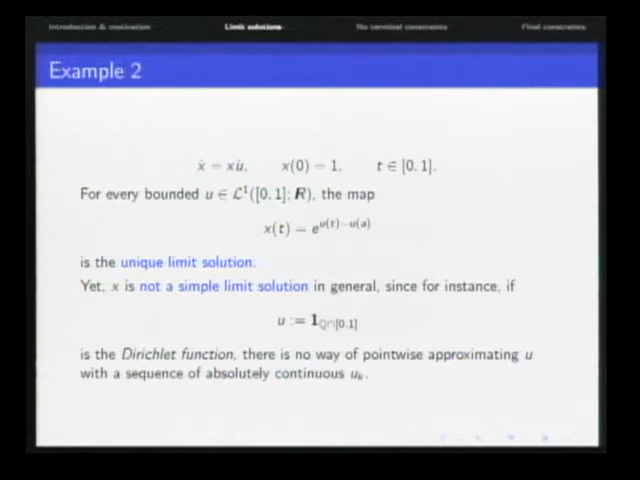 Introduction & motivation Limit solutions No terminal constraints Final constraints
Example 2
ẋ = xu̇, x(0) = 1, t ∈ [0, 1].
For every bounded u ∈ ℒ¹([0, 1]; R), the map
x(t) = e^{u(t)−u(a)}
is the unique limit solution.
Yet, x is not a simple limit solution in general, since for instance, if
u := 1_{ℚ∩[0,1]}
is the Dirichlet function, there is no way of pointwise approximating u
with a sequence of absolutely continuous u_k.